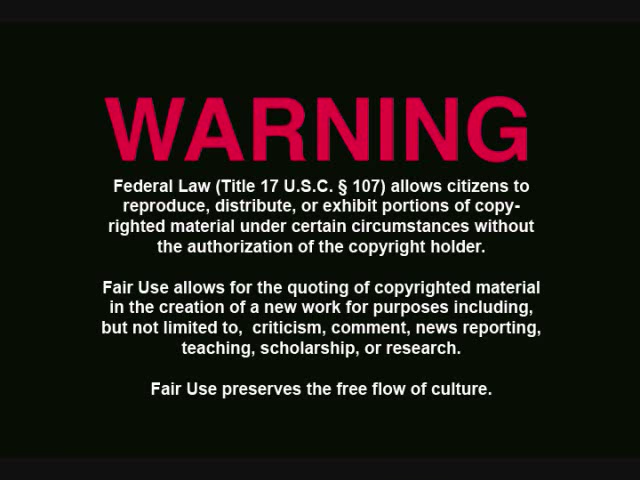 WARNING
Federal Law (Title 17 U.S.C. § 107) allows citizens to
reproduce, distribute, or exhibit portions of copy-
righted material under certain circumstances without
the authorization of the copyright holder.
Fair Use allows for the quoting of copyrighted material
in the creation of a new work for purposes including,
but not limited to,  criticism, comment, news reporting,
teaching, scholarship, or research.
Fair Use preserves the free flow of culture.